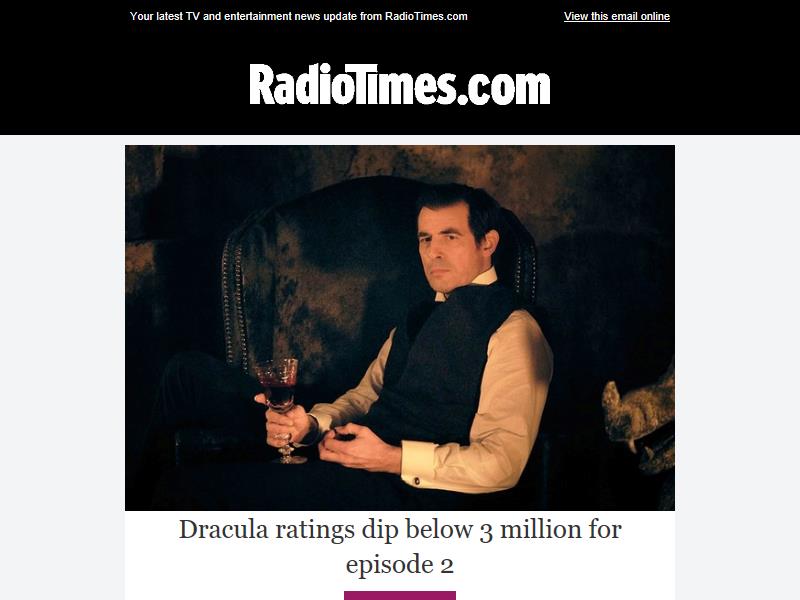 Your latest TV and entertainment news update from RadioTimes.com
View this email online
RadioTimes.com
Dracula ratings dip below 3 million for
episode 2